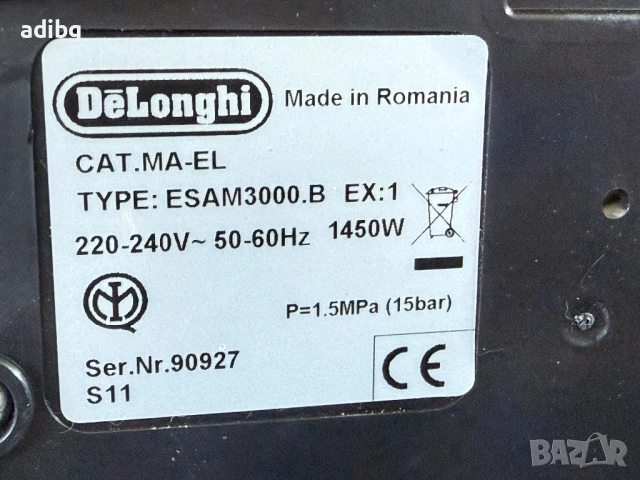 adibg
DēLonghi
Made in Romania
CAT.MA-EL
TYPE: ESAM3000.B EX:1
220-240V~ 50-60Hz 1450W
P=1.5MPa (15bar)
Ser.Nr.90927
S11
CE
BAZAR